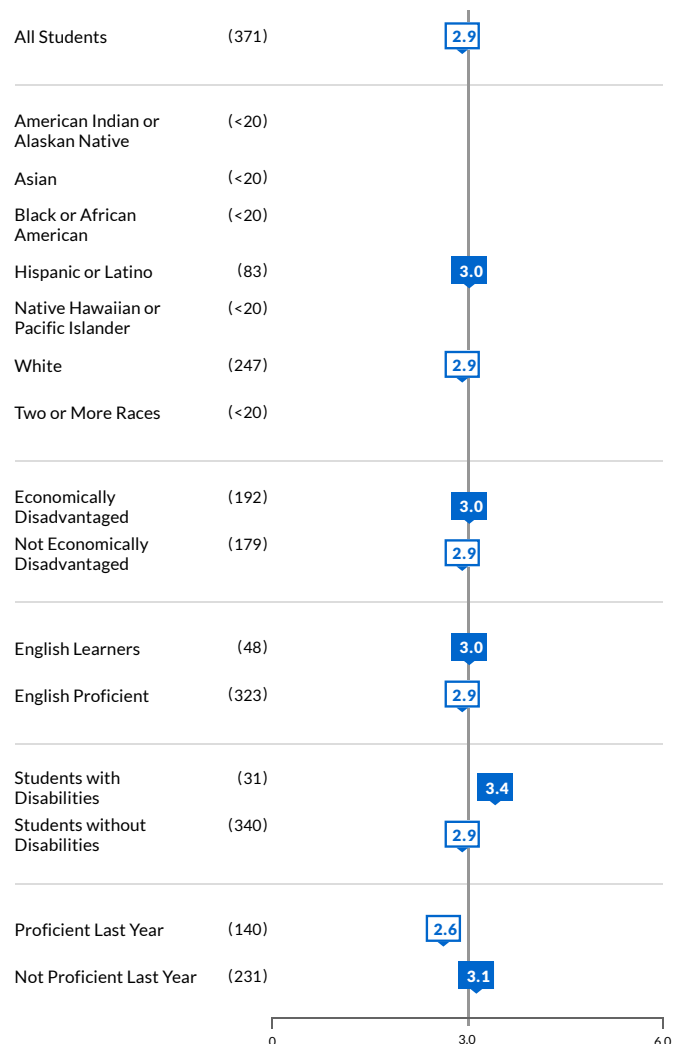 All Students (371) 2.9
American Indian or (<20)
Alaskan Native
Asian (<20)
Black or African (<20)
American
Hispanic or Latino (83) 3.0
Native Hawaiian or (<20)
Pacific Islander
White (247) 2.9
Two or More Races (<20)
Economically (192) 3.0
Disadvantaged
Not Economically (179) 2.9
Disadvantaged
English Learners (48) 3.0
English Proficient (323) 2.9
Students with (31) 3.4
Disabilities
Students without (340) 2.9
Disabilities
Proficient Last Year (140) 2.6
Not Proficient Last Year (231) 3.1
0 3.0 6.0